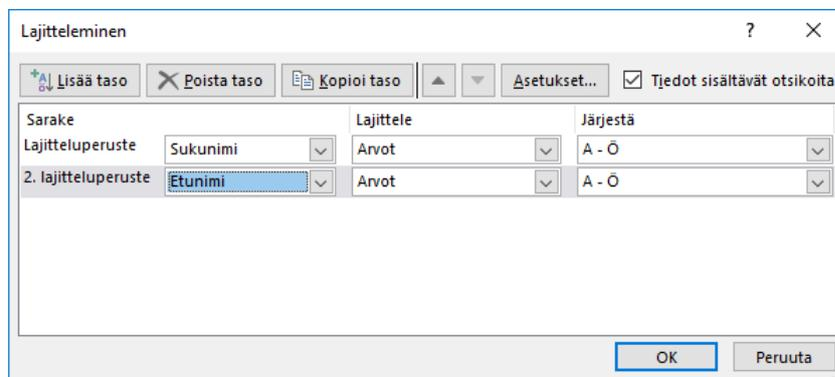 Lajitteleminen ?
Lisää taso Poista taso Kopioi taso Asetukset... Tiedot sisältävät otsikoita
Sarake Lajittele Järjestä
Lajitteluperuste Sukunimi Arvot A - Ö
2. lajitteluperuste Etunimi Arvot A - Ö
OK Peruuta